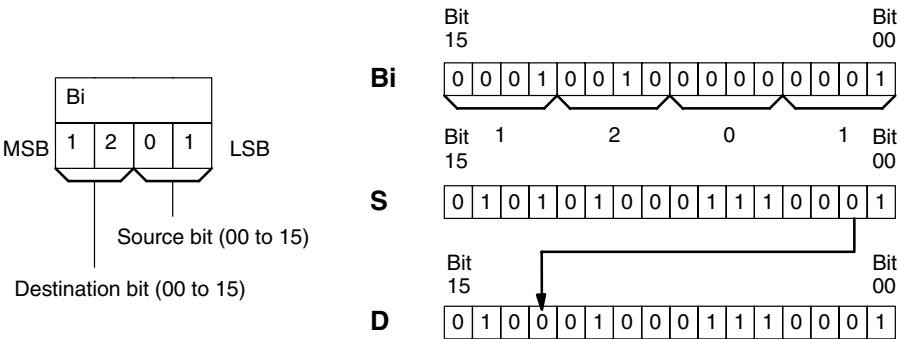 Bi
1 2 0 1
MSB LSB
Source bit (00 to 15)
Destination bit (00 to 15)
Bit 15 Bit 00
Bi 0 0 0 1 0 0 1 0 0 0 0 0 0 0 0 1
1 2 0 1
Bit 15 Bit 00
S 0 1 0 1 0 1 0 0 0 1 1 1 0 0 0 1
Bit 15 Bit 00
D 0 1 0 0 0 1 0 0 0 1 1 1 0 0 0 1